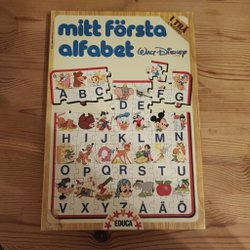 mitt första
alfabet
WALT DISNEY
A B C
F G
D E
H I J K L M N
O P Q R S T U
V X Y Z Å Ä Ö
EDUCA